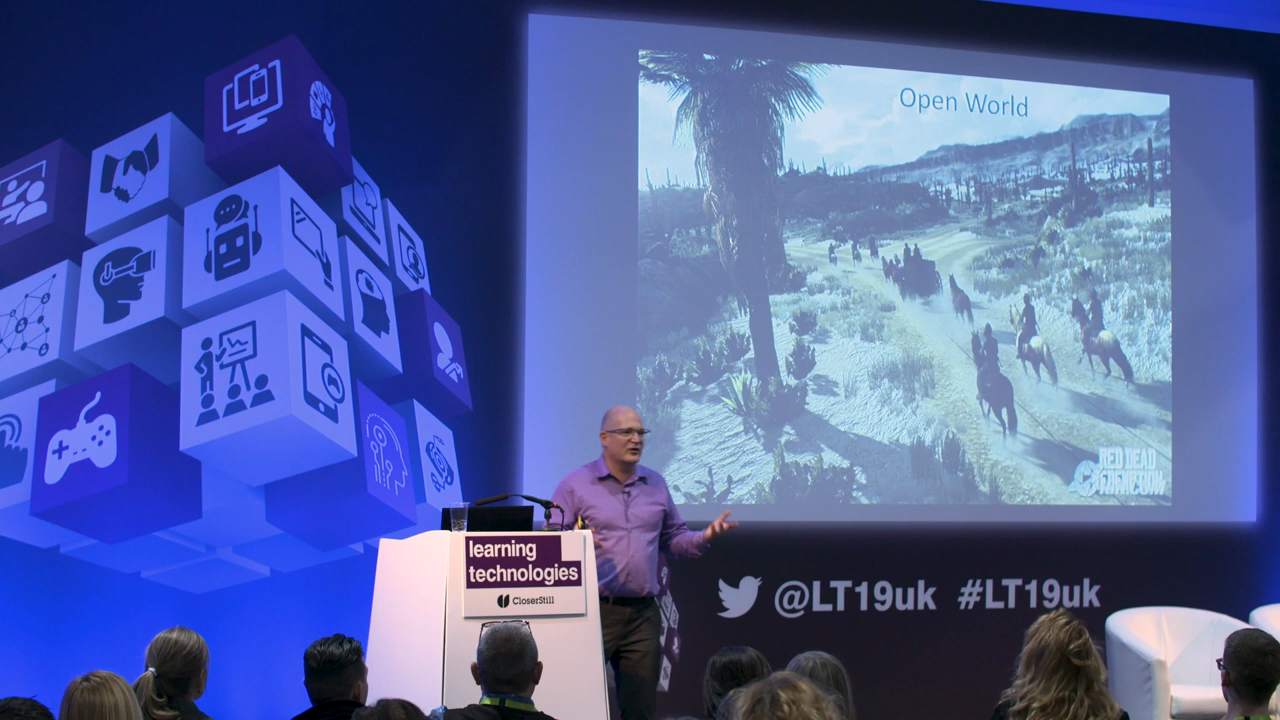 Open World
RED DEAD
learning
technologies
CloserStill
@LT19uk #LT19uk